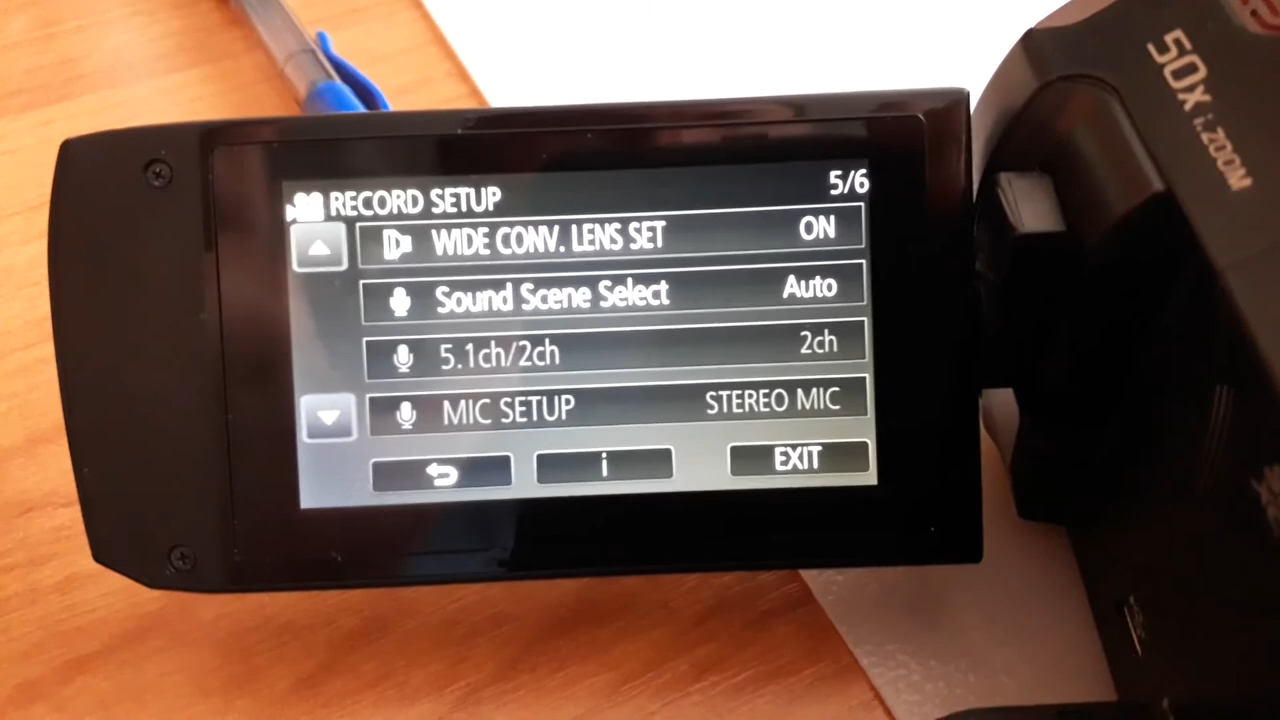 50x i.ZOOM
RECORD SETUP 5/6
WIDE CONV. LENS SET ON
Sound Scene Select Auto
5.1ch/2ch 2ch
MIC SETUP STEREO MIC
i EXIT